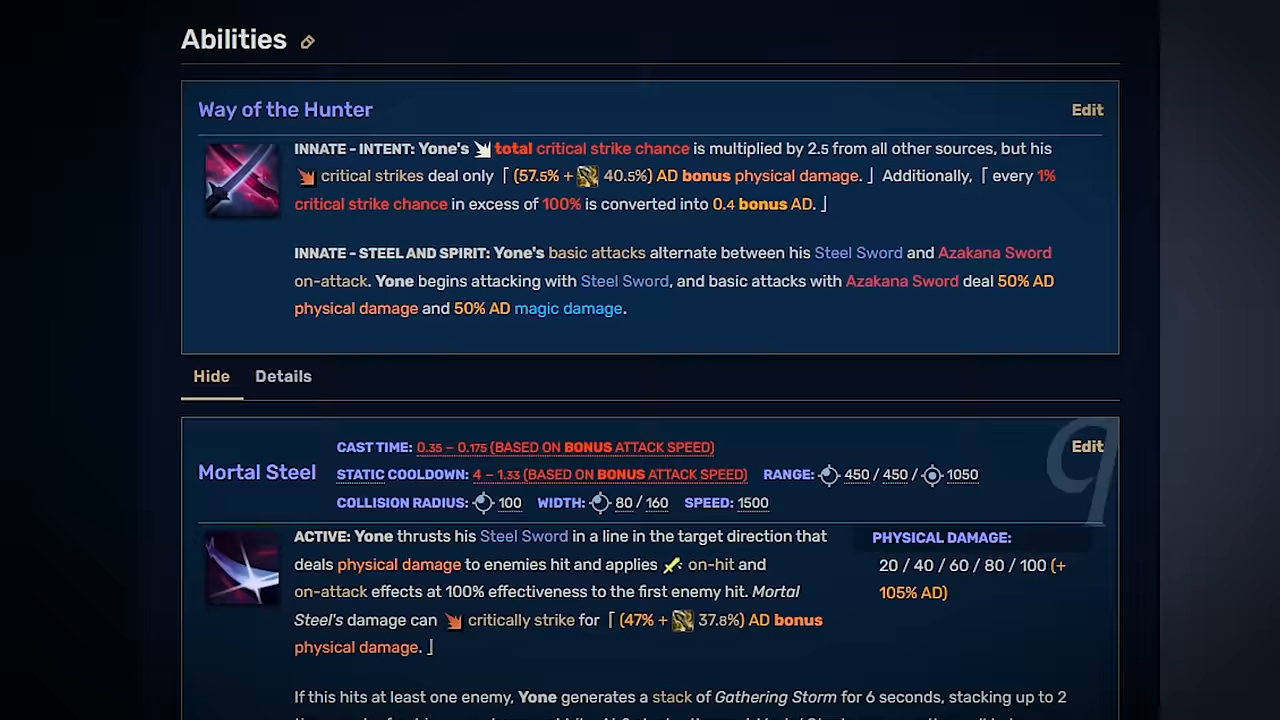 Abilities
Way of the Hunter
Edit
INNATE - INTENT: Yone's total critical strike chance is multiplied by 2.5 from all other sources, but his
critical strikes deal only ⌈ (57.5% + 40.5%) AD bonus physical damage. ⌋ Additionally, ⌈ every 1%
critical strike chance in excess of 100% is converted into 0.4 bonus AD. ⌋
INNATE - STEEL AND SPIRIT: Yone's basic attacks alternate between his Steel Sword and Azakana Sword
on-attack. Yone begins attacking with Steel Sword, and basic attacks with Azakana Sword deal 50% AD
physical damage and 50% AD magic damage.
Hide Details
q
Edit
Mortal Steel
CAST TIME: 0.35 – 0.175 (BASED ON BONUS ATTACK SPEED)
STATIC COOLDOWN: 4 – 1.33 (BASED ON BONUS ATTACK SPEED) RANGE: 450 / 450 / 1050
COLLISION RADIUS: 100 WIDTH: 80 / 160 SPEED: 1500
ACTIVE: Yone thrusts his Steel Sword in a line in the target direction that
deals physical damage to enemies hit and applies on-hit and
on-attack effects at 100% effectiveness to the first enemy hit. Mortal
Steel's damage can critically strike for ⌈ (47% + 37.8%) AD bonus
physical damage. ⌋
PHYSICAL DAMAGE:
20 / 40 / 60 / 80 / 100 (+
105% AD)
If this hits at least one enemy, Yone generates a stack of Gathering Storm for 6 seconds, stacking up to 2